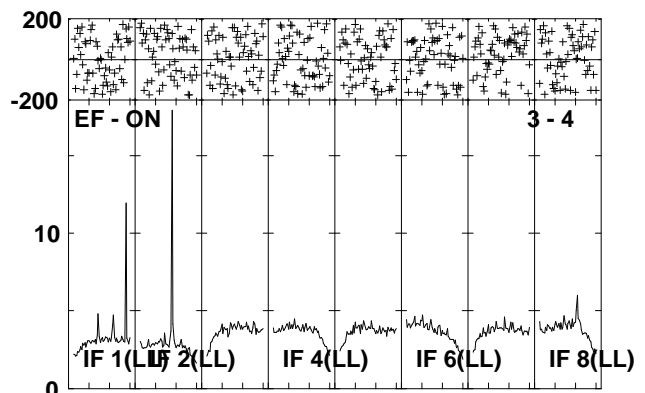 200
-200
EF - ON 3 - 4
10
IF 1(LL) IF 2(LL) IF 4(LL) IF 6(LL) IF 8(LL)
0